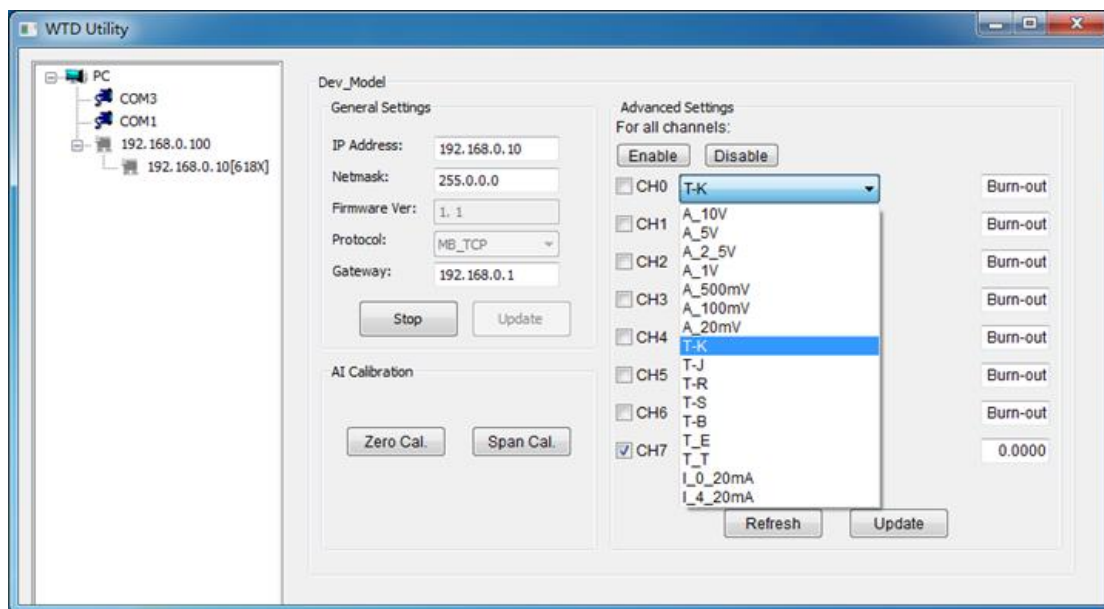 WTD Utility
PC
COM3
COM1
192.168.0.100
192.168.0.10[618X]
Dev_Model
General Settings
IP Address: 192.168.0.10
Netmask: 255.0.0.0
Firmware Ver: 1. 1
Protocol: MB_TCP
Gateway: 192.168.0.1
Stop Update
AI Calibration
Zero Cal. Span Cal.
Advanced Settings
For all channels:
Enable Disable
CH0 T-K Burn-out
CH1 Burn-out
CH2 Burn-out
CH3 Burn-out
CH4 Burn-out
CH5 Burn-out
CH6 Burn-out
CH7 0.0000
A_10V
A_5V
A_2_5V
A_1V
A_500mV
A_100mV
A_20mV
T-K
T-J
T-R
T-S
T-B
T_E
T_T
I_0_20mA
I_4_20mA
Refresh Update